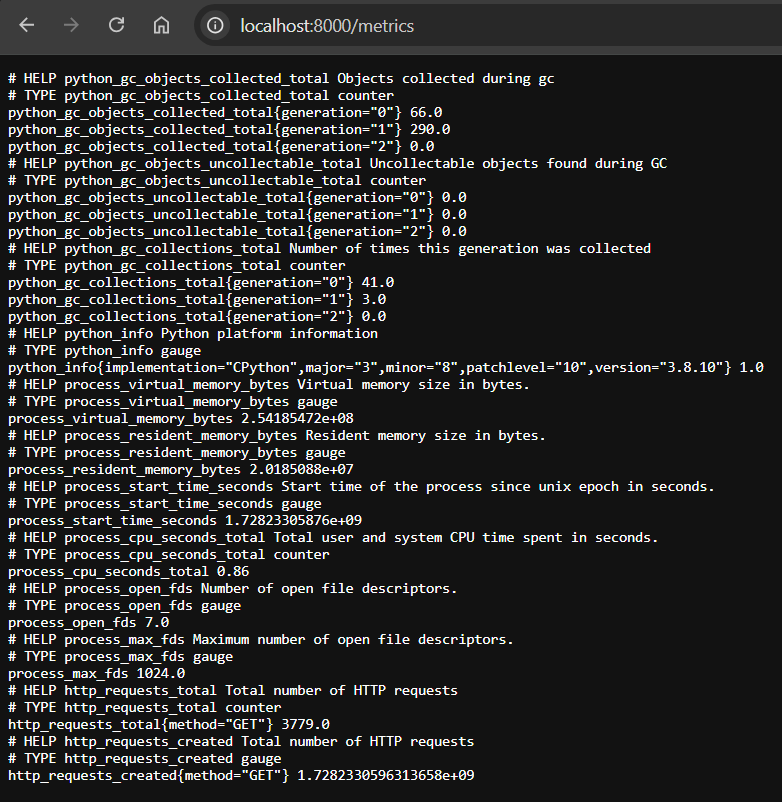 localhost:8000/metrics
# HELP python_gc_objects_collected_total Objects collected during gc
# TYPE python_gc_objects_collected_total counter
python_gc_objects_collected_total{generation="0"} 66.0
python_gc_objects_collected_total{generation="1"} 290.0
python_gc_objects_collected_total{generation="2"} 0.0
# HELP python_gc_objects_uncollectable_total Uncollectable objects found during GC
# TYPE python_gc_objects_uncollectable_total counter
python_gc_objects_uncollectable_total{generation="0"} 0.0
python_gc_objects_uncollectable_total{generation="1"} 0.0
python_gc_objects_uncollectable_total{generation="2"} 0.0
# HELP python_gc_collections_total Number of times this generation was collected
# TYPE python_gc_collections_total counter
python_gc_collections_total{generation="0"} 41.0
python_gc_collections_total{generation="1"} 3.0
python_gc_collections_total{generation="2"} 0.0
# HELP python_info Python platform information
# TYPE python_info gauge
python_info{implementation="CPython",major="3",minor="8",patchlevel="10",version="3.8.10"} 1.0
# HELP process_virtual_memory_bytes Virtual memory size in bytes.
# TYPE process_virtual_memory_bytes gauge
process_virtual_memory_bytes 2.54185472e+08
# HELP process_resident_memory_bytes Resident memory size in bytes.
# TYPE process_resident_memory_bytes gauge
process_resident_memory_bytes 2.0185088e+07
# HELP process_start_time_seconds Start time of the process since unix epoch in seconds.
# TYPE process_start_time_seconds gauge
process_start_time_seconds 1.72823305876e+09
# HELP process_cpu_seconds_total Total user and system CPU time spent in seconds.
# TYPE process_cpu_seconds_total counter
process_cpu_seconds_total 0.86
# HELP process_open_fds Number of open file descriptors.
# TYPE process_open_fds gauge
process_open_fds 7.0
# HELP process_max_fds Maximum number of open file descriptors.
# TYPE process_max_fds gauge
process_max_fds 1024.0
# HELP http_requests_total Total number of HTTP requests
# TYPE http_requests_total counter
http_requests_total{method="GET"} 3779.0
# HELP http_requests_created Total number of HTTP requests
# TYPE http_requests_created gauge
http_requests_created{method="GET"} 1.7282330596313658e+09